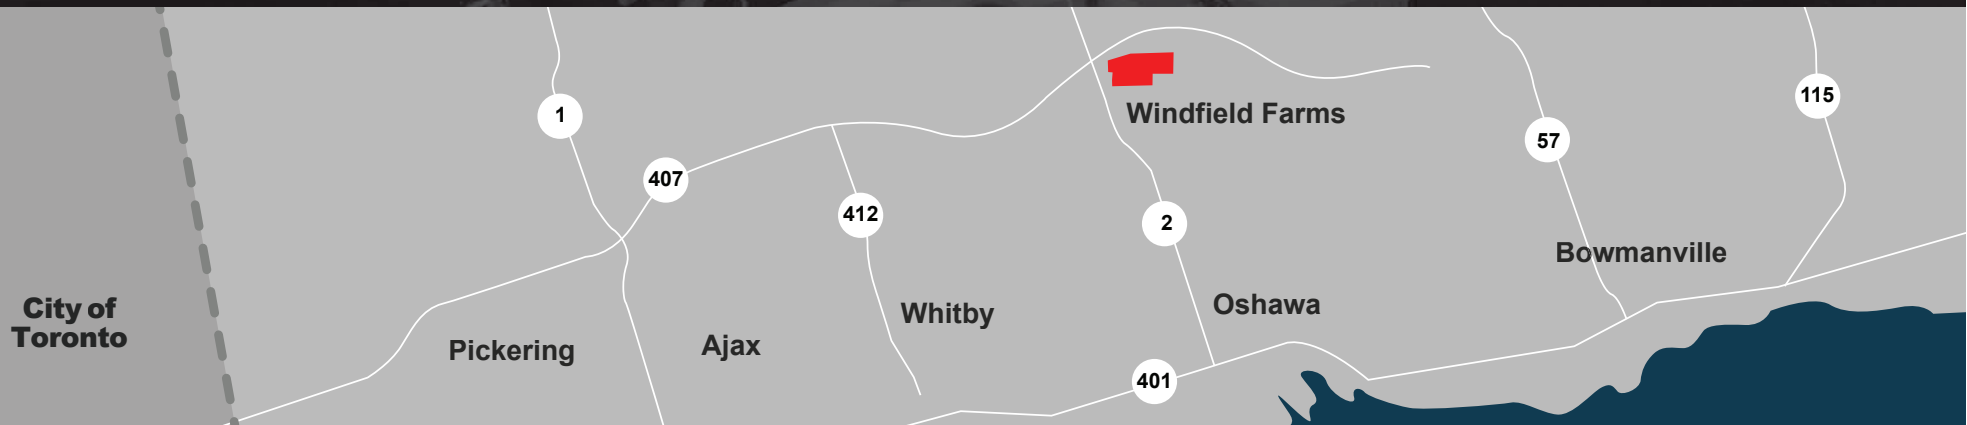 115
1
Windfield Farms
57
407
412
2
Bowmanville
City of
Toronto
Oshawa
Whitby
Ajax
Pickering
401